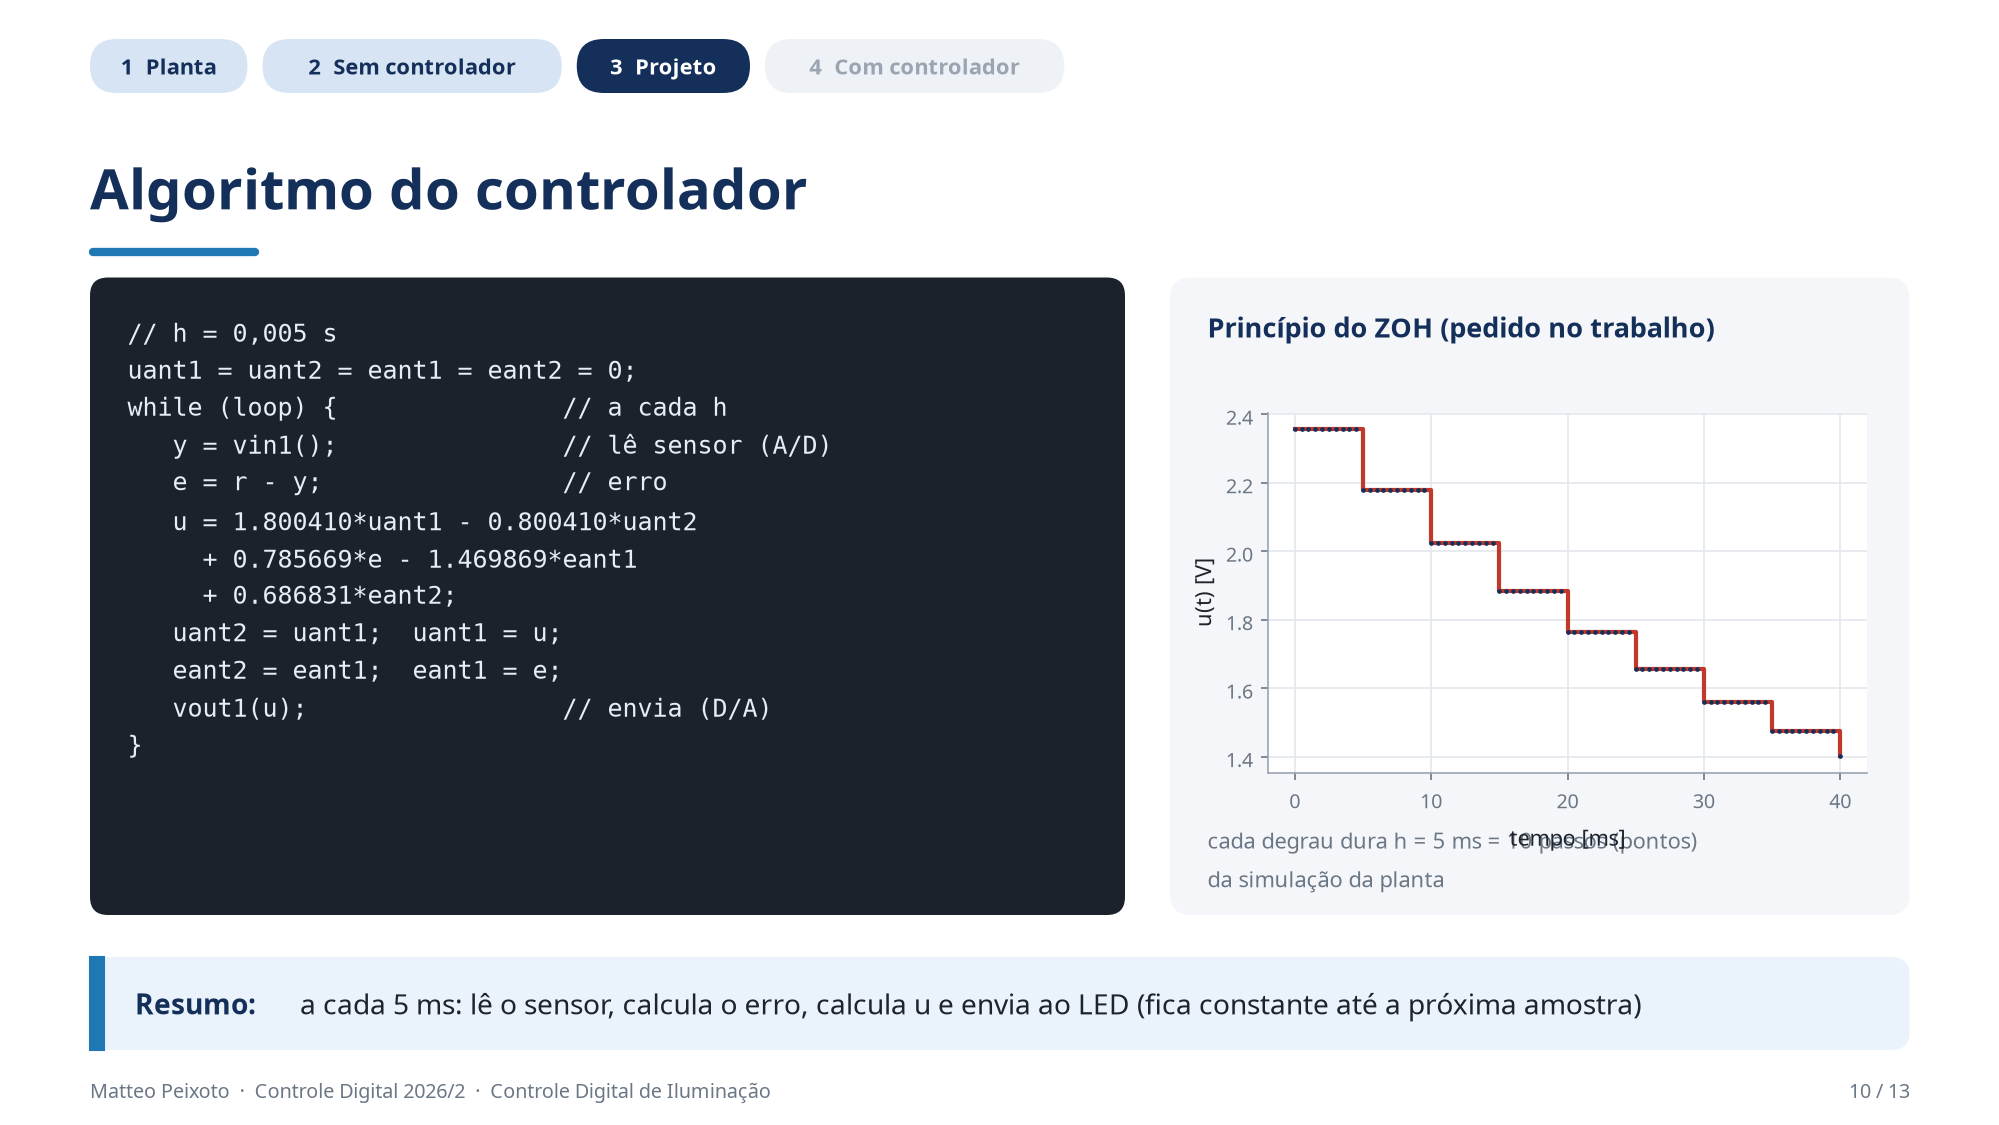 1 Planta
2 Sem controlador
3 Projeto
4 Com controlador
Algoritmo do controlador
// h = 0,005 s
uant1 = uant2 = eant1 = eant2 = 0;
while (loop) {               // a cada h
   y = vin1();               // lê sensor (A/D)
   e = r - y;                // erro
   u = 1.800410*uant1 - 0.800410*uant2
     + 0.785669*e - 1.469869*eant1
     + 0.686831*eant2;
   uant2 = uant1;  uant1 = u;
   eant2 = eant1;  eant1 = e;
   vout1(u);                 // envia (D/A)
}
Princípio do ZOH (pedido no trabalho)
u(t) [V]
2.4
2.2
2.0
1.8
1.6
1.4
0 10 20 30 40
tempo [ms]
cada degrau dura h = 5 ms = 10 passos (pontos)
da simulação da planta
Resumo: a cada 5 ms: lê o sensor, calcula o erro, calcula u e envia ao LED (fica constante até a próxima amostra)
Matteo Peixoto · Controle Digital 2026/2 · Controle Digital de Iluminação
10 / 13